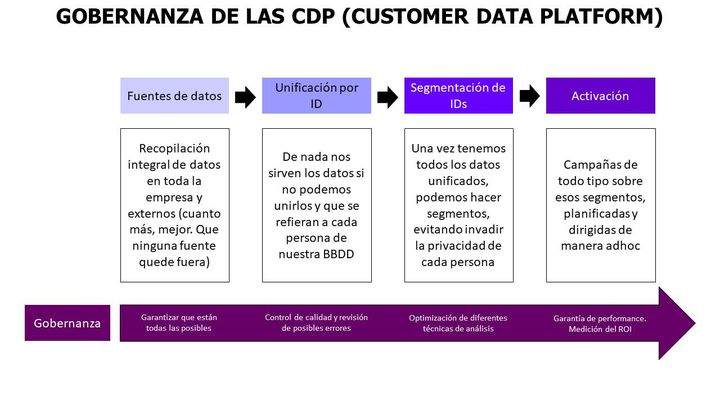 GOBERNANZA DE LAS CDP (CUSTOMER DATA PLATFORM)
Fuentes de datos
Unificación por
ID
Segmentación de
IDs
Activación
Recopilación
integral de datos
en toda la
empresa y
externos (cuanto
más, mejor. Que
ninguna fuente
quede fuera)
De nada nos
sirven los datos si
no podemos
unirlos y que se
refieran a cada
persona de
nuestra BBDD
Una vez tenemos
todos los datos
unificados,
podemos hacer
segmentos,
evitando invadir
la privacidad de
cada persona
Campañas de
todo tipo sobre
esos segmentos,
planificadas y
dirigidas de
manera adhoc
Gobernanza
Garantizar que están
todas las posibles
Control de calidad y revisión
de posibles errores
Optimización de diferentes
técnicas de análisis
Garantía de performance.
Medición del ROI